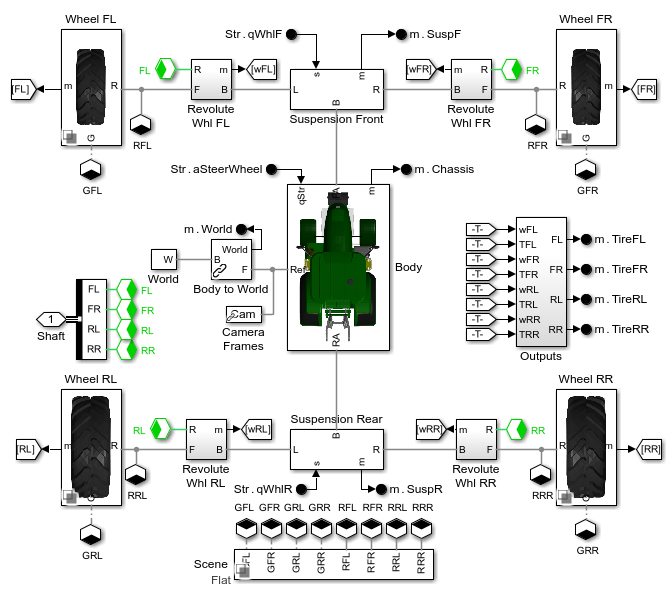 Wheel FL
Str.qWhlF
m.SuspF
Wheel FR
FL
R
m
[wFL]
[wFR]
m
R
FR
[FL]
m
R
F
B
L
s
m
R
B
B
F
R
m
[FR]
Revolute
Whl FL
Suspension Front
Revolute
Whl FR
G
RFL
RFR
G
GFL
GFR
Str.aSteerWheel
m.Chassis
qStr
FA
m
m.World
World
W
B
F
Ref
Body
World
Body to World
Cam
Camera
Frames
RA
FL
FL
FR
FR
RL
RL
RR
RR
1
Shaft
-T-
wFL
-T-
TFL
-T-
wFR
-T-
TFR
-T-
wRL
-T-
TRL
-T-
wRR
-T-
TRR
FL
m.TireFL
FR
m.TireFR
RL
m.TireRL
RR
m.TireRR
Outputs
Wheel RL
Wheel RR
Suspension Rear
RL
R
m
[wRL]
B
[wRR]
m
R
RR
[RL]
m
R
F
B
L
s
m
R
B
F
R
m
[RR]
Revolute
Whl RL
Revolute
Whl RR
RRL
RRR
G
Str.qWhlR
m.SuspR
GRL
GRR
GFL
GFR
GRL
GRR
RFL
RFR
RRL
RRR
Scene
GFR
GRL
GRR
RFL
RFR
RRL
RRR
Flat